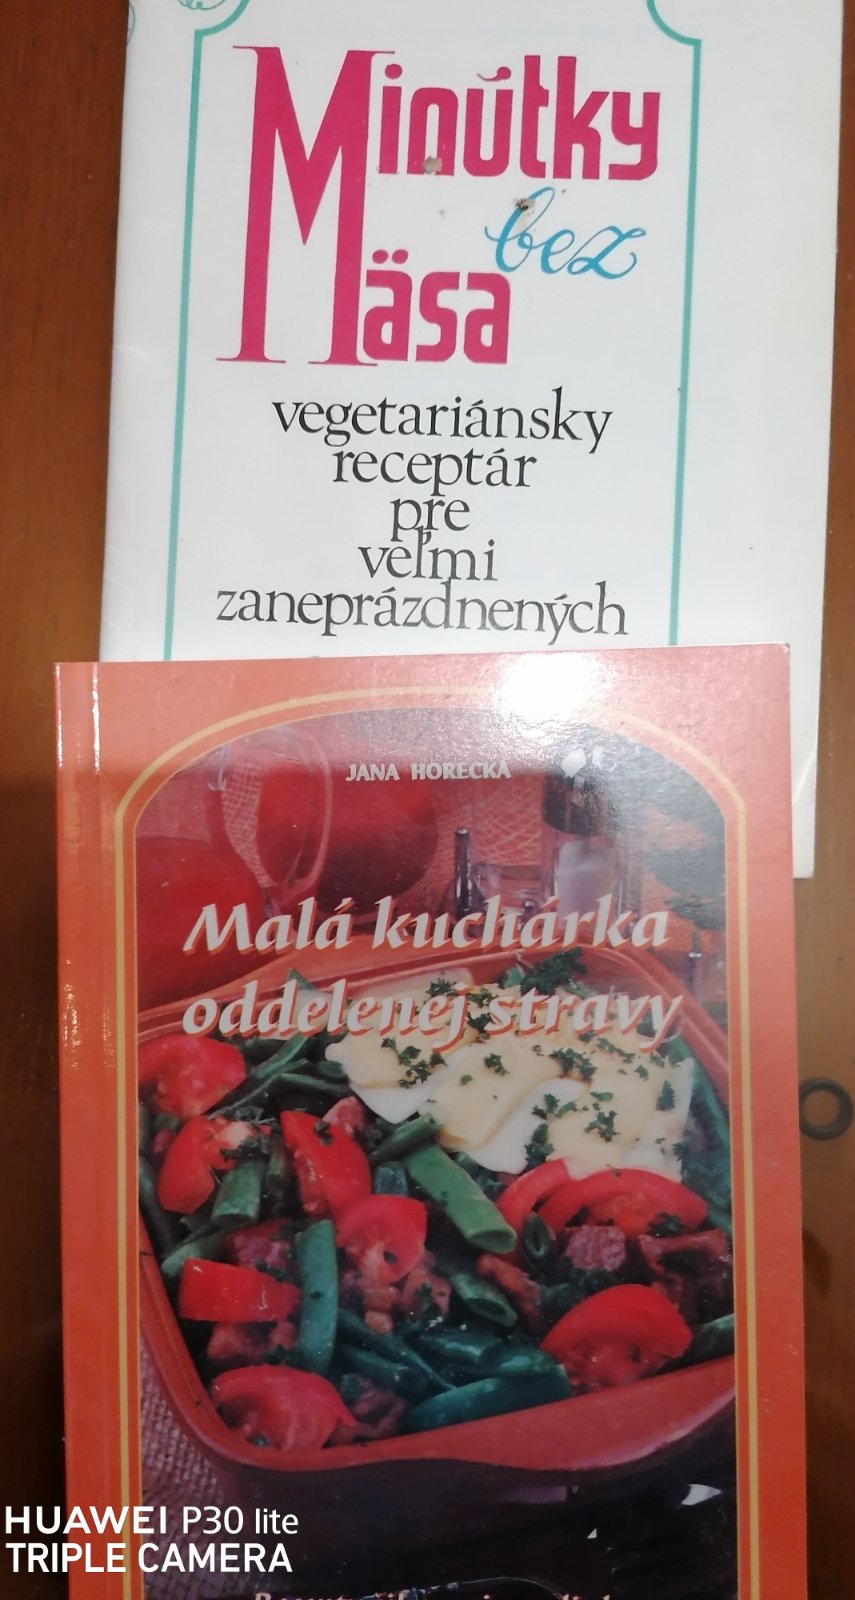 Minútky
bez
Mäsa
vegetariánsky
receptár
pre
veľmi
zaneprázdnených
JANA HORECKÁ
Malá kuchárka
oddelenej stravy
HUAWEI P30 lite
TRIPLE CAMERA